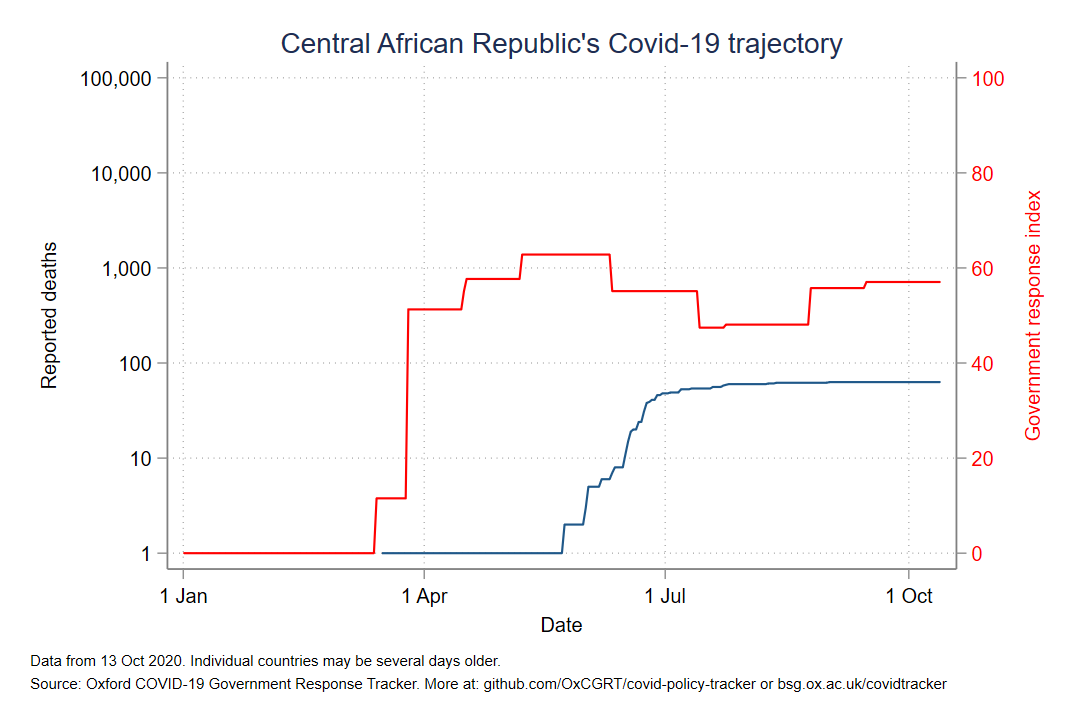 Central African Republic's Covid-19 trajectory
100,000
10,000
1,000
100
10
1
Reported deaths
100
80
60
40
20
0
Government response index
1 Jan
1 Apr
1 Jul
1 Oct
Date
Data from 13 Oct 2020. Individual countries may be several days older.
Source: Oxford COVID-19 Government Response Tracker. More at: github.com/OxCGRT/covid-policy-tracker or bsg.ox.ac.uk/covidtracker